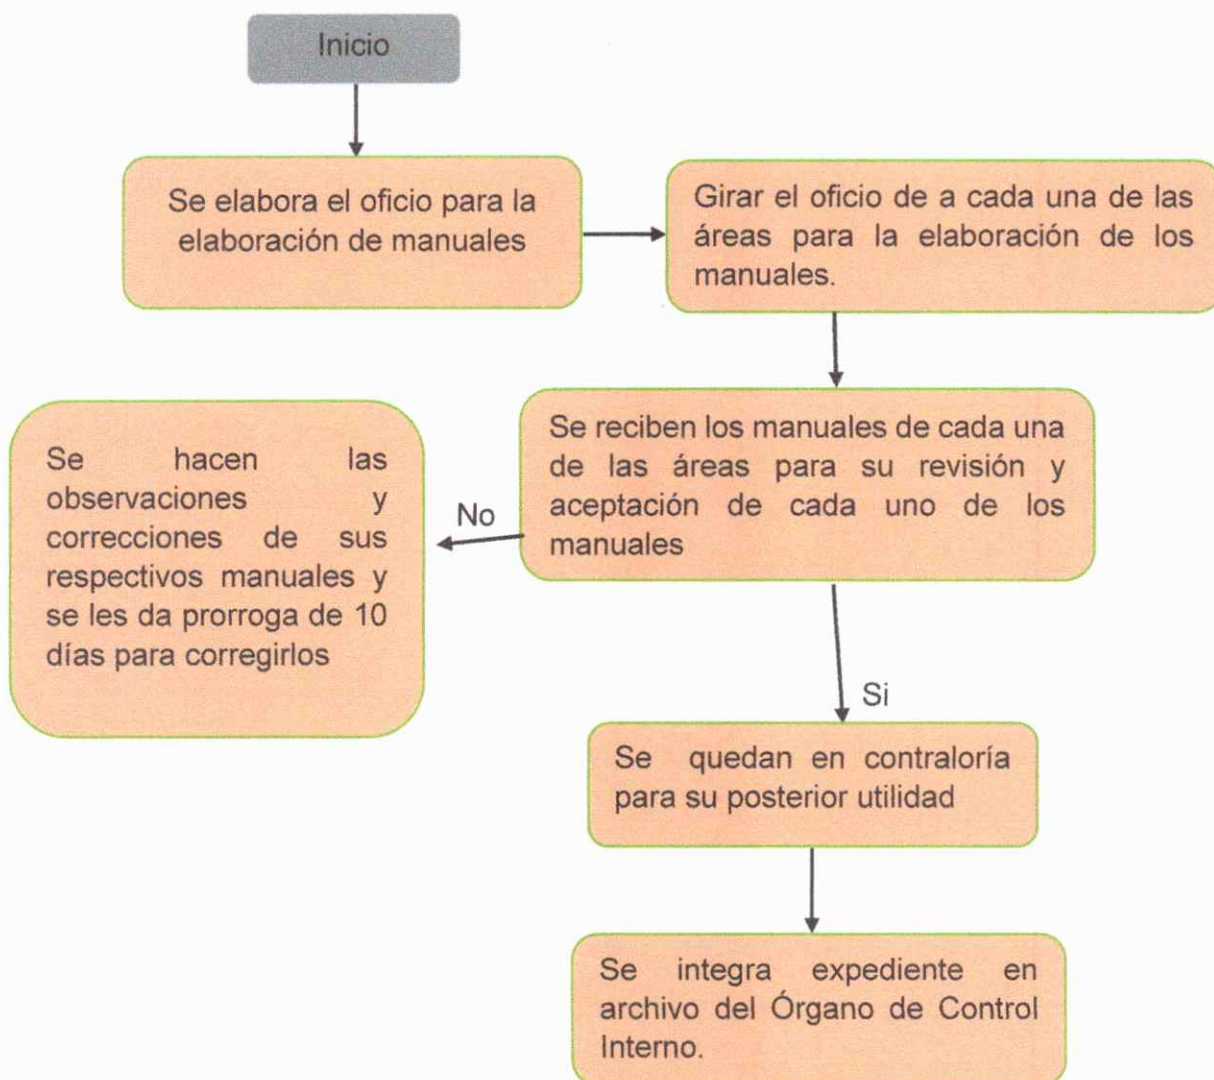 Inicio
Se elabora el oficio para la
elaboración de manuales
Girar el oficio de a cada una de las
áreas para la elaboración de los
manuales.
Se reciben los manuales de cada una
de las áreas para su revisión y
aceptación de cada uno de los
manuales
No
Se hacen las
observaciones y
correcciones de sus
respectivos manuales y
se les da prorroga de 10
días para corregirlos
Si
Se quedan en contraloría
para su posterior utilidad
Se integra expediente en
archivo del Órgano de Control
Interno.